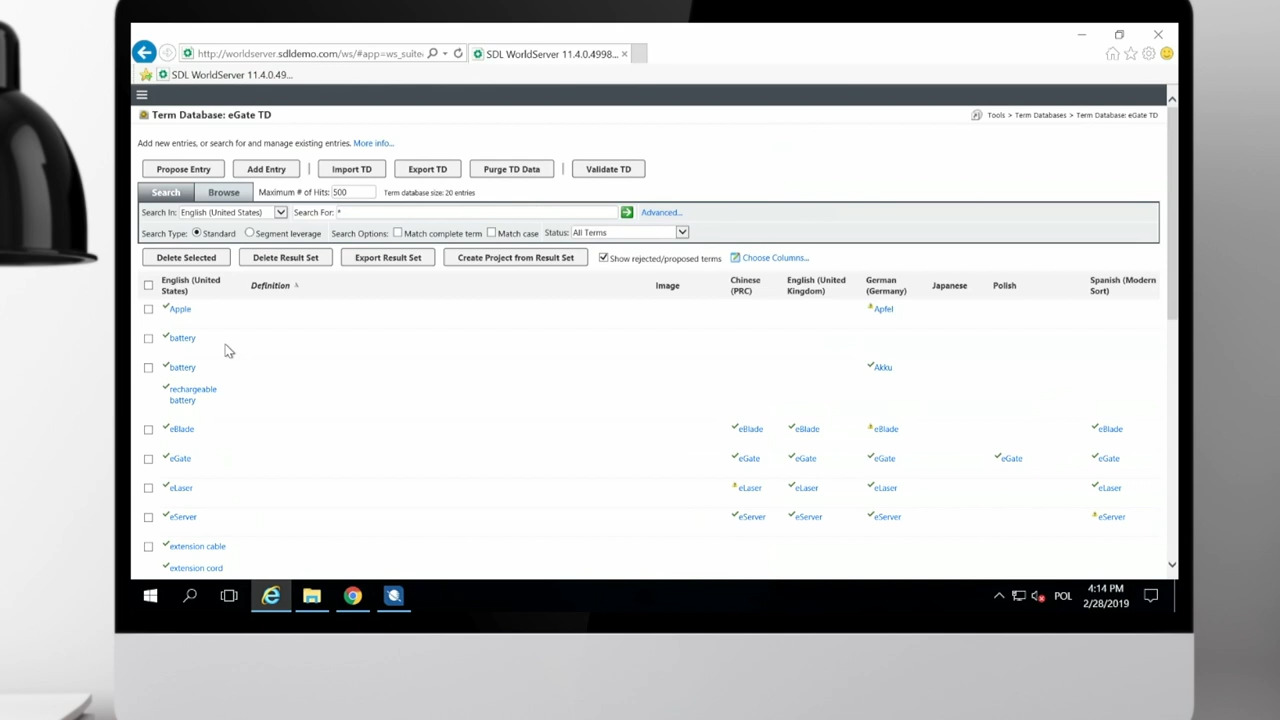 http://worldserver.sdldemo.com/ws/#app=ws_suite
SDL WorldServer 11.4.0.4998...
SDL WorldServer 11.4.0.49...
Term Database: eGate TD
Tools > Term Databases > Term Database: eGate TD
Add new entries, or search for and manage existing entries. More info...
Propose Entry Add Entry | Import TD Export TD Purge TD Data | Validate TD
Search Browse Maximum # of Hits: 500 Term database size: 20 entries
Search In: English (United States) Search For: * Advanced...
Search Type: Standard Segment leverage Search Options: Match complete term Match case Status: All Terms
Delete Selected Delete Result Set Export Result Set Create Project from Result Set Show rejected/proposed terms Choose Columns...
English (United States) Definition Image Chinese (PRC) English (United Kingdom) German (Germany) Japanese Polish Spanish (Modern Sort)
Apple Apfel
battery
battery Akku
rechargeable
battery
eBlade eBlade eBlade eBlade eBlade
eGate eGate eGate eGate eGate eGate
eLaser eLaser eLaser eLaser eLaser
eServer eServer eServer eServer eServer
extension cable
extension cord
POL
4:14 PM
2/28/2019